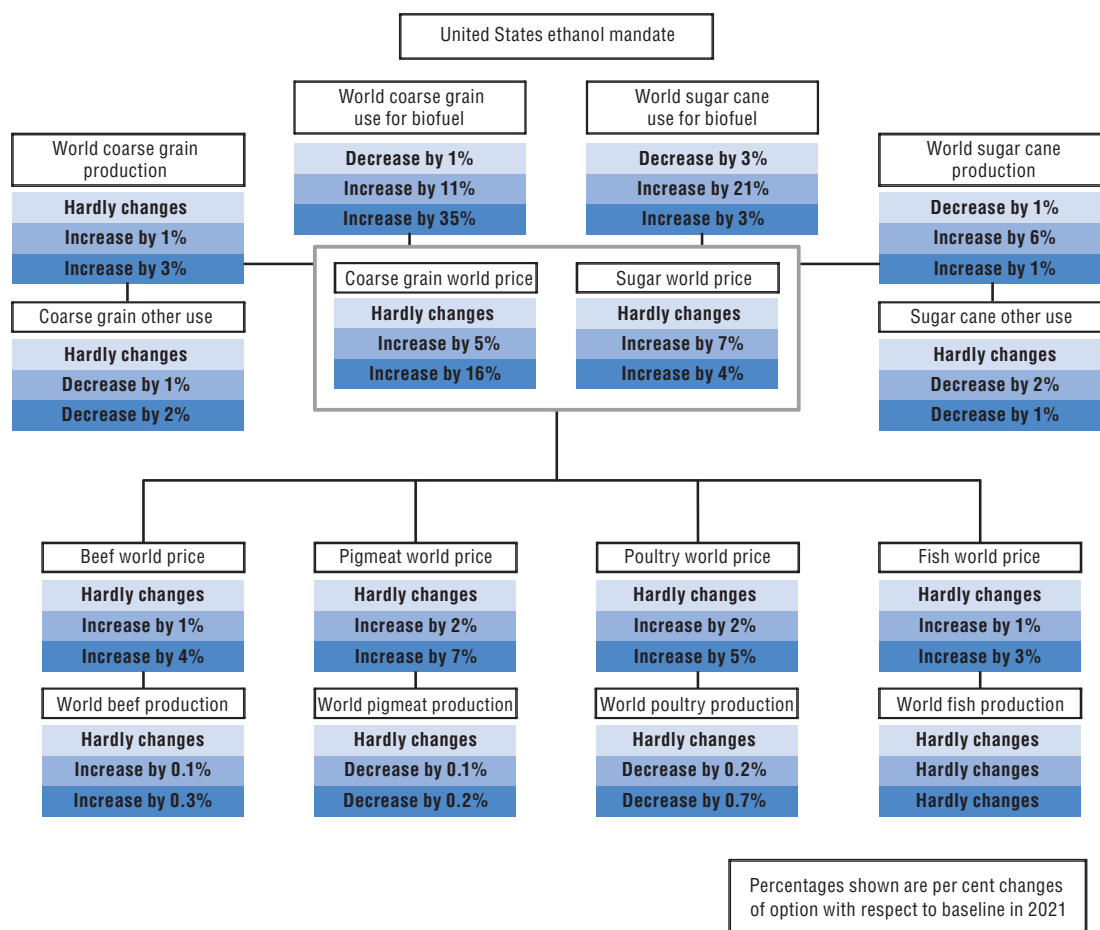 United States ethanol mandate
World coarse grain
use for biofuel
Decrease by 1%
Increase by 11%
Increase by 35%
World sugar cane
use for biofuel
Decrease by 3%
Increase by 21%
Increase by 3%
World coarse grain
production
Hardly changes
Increase by 1%
Increase by 3%
World sugar cane
production
Decrease by 1%
Increase by 6%
Increase by 1%
Coarse grain world price
Hardly changes
Increase by 5%
Increase by 16%
Sugar world price
Hardly changes
Increase by 7%
Increase by 4%
Coarse grain other use
Hardly changes
Decrease by 1%
Decrease by 2%
Sugar cane other use
Hardly changes
Decrease by 2%
Decrease by 1%
Beef world price
Hardly changes
Increase by 1%
Increase by 4%
World beef production
Hardly changes
Increase by 0.1%
Increase by 0.3%
Pigmeat world price
Hardly changes
Increase by 2%
Increase by 7%
World pigmeat production
Hardly changes
Decrease by 0.1%
Decrease by 0.2%
Poultry world price
Hardly changes
Increase by 2%
Increase by 5%
World poultry production
Hardly changes
Decrease by 0.2%
Decrease by 0.7%
Fish world price
Hardly changes
Increase by 1%
Increase by 3%
World fish production
Hardly changes
Hardly changes
Hardly changes
Percentages shown are per cent changes
of option with respect to baseline in 2021